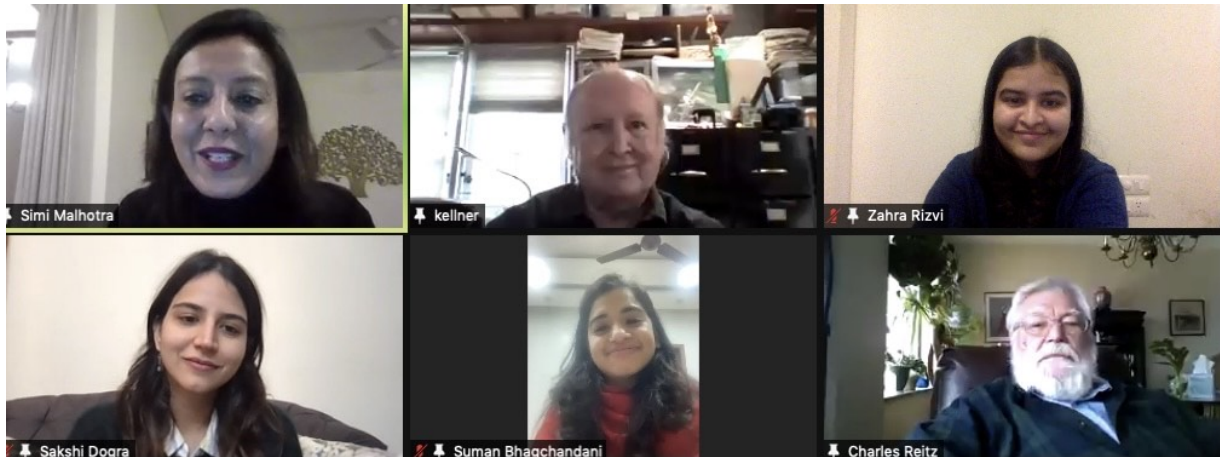 Simi Malhotra
kellner
Zahra Rizvi
Sakshi Dogra
Suman Bhagchandani
Charles Reitz